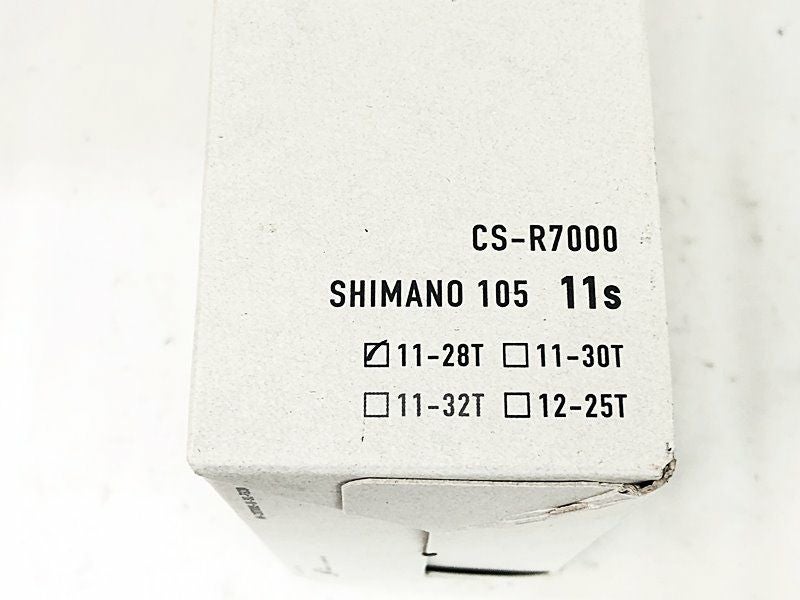 CS-R7000
SHIMANO 105 11s
☑ 11-28T ☐ 11-30T
☐ 11-32T ☐ 12-25T